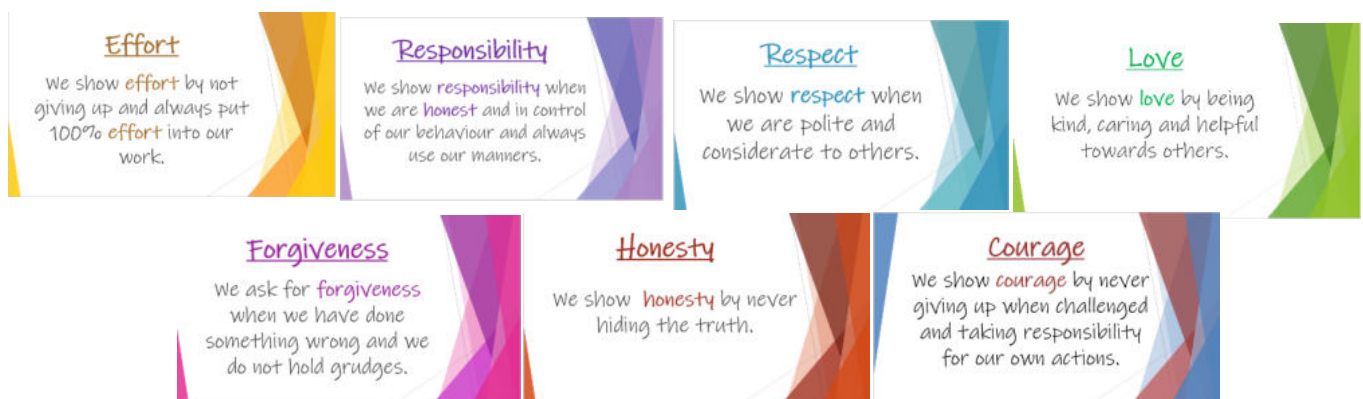 Effort
We show effort by not
giving up and always put
100% effort into our
work.
Responsibility
We show responsibility when
we are honest and in control
of our behaviour and always
use our manners.
Respect
We show respect when
we are polite and
considerate to others.
Love
We show love by being
kind, caring and helpful
towards others.
Forgiveness
We ask for forgiveness
when we have done
something wrong and we
do not hold grudges.
Honesty
We show honesty by never
hiding the truth.
Courage
We show courage by never
giving up when challenged
and taking responsibility
for our own actions.